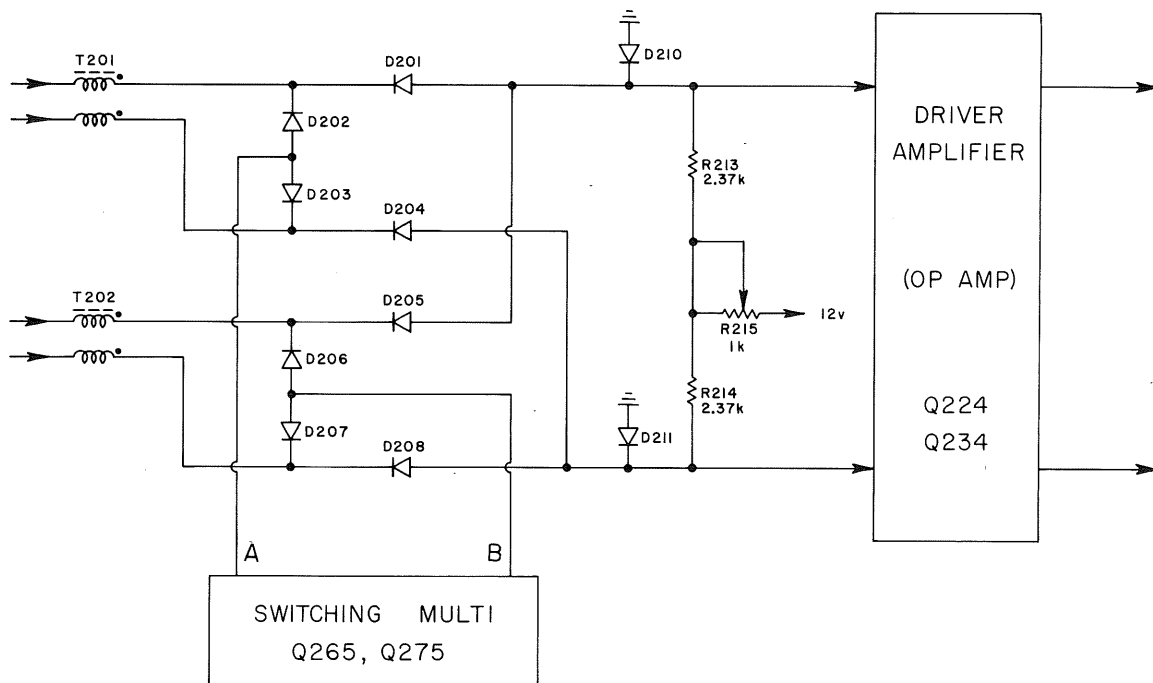 T201
D201
D210
D202
D203
D204
R213
2.37k
DRIVER
AMPLIFIER
(OP AMP)
T202
D205
D206
D207
D208
R215
1k
12v
R214
2.37k
D211
Q224
Q234
A
B
SWITCHING MULTI
Q265, Q275